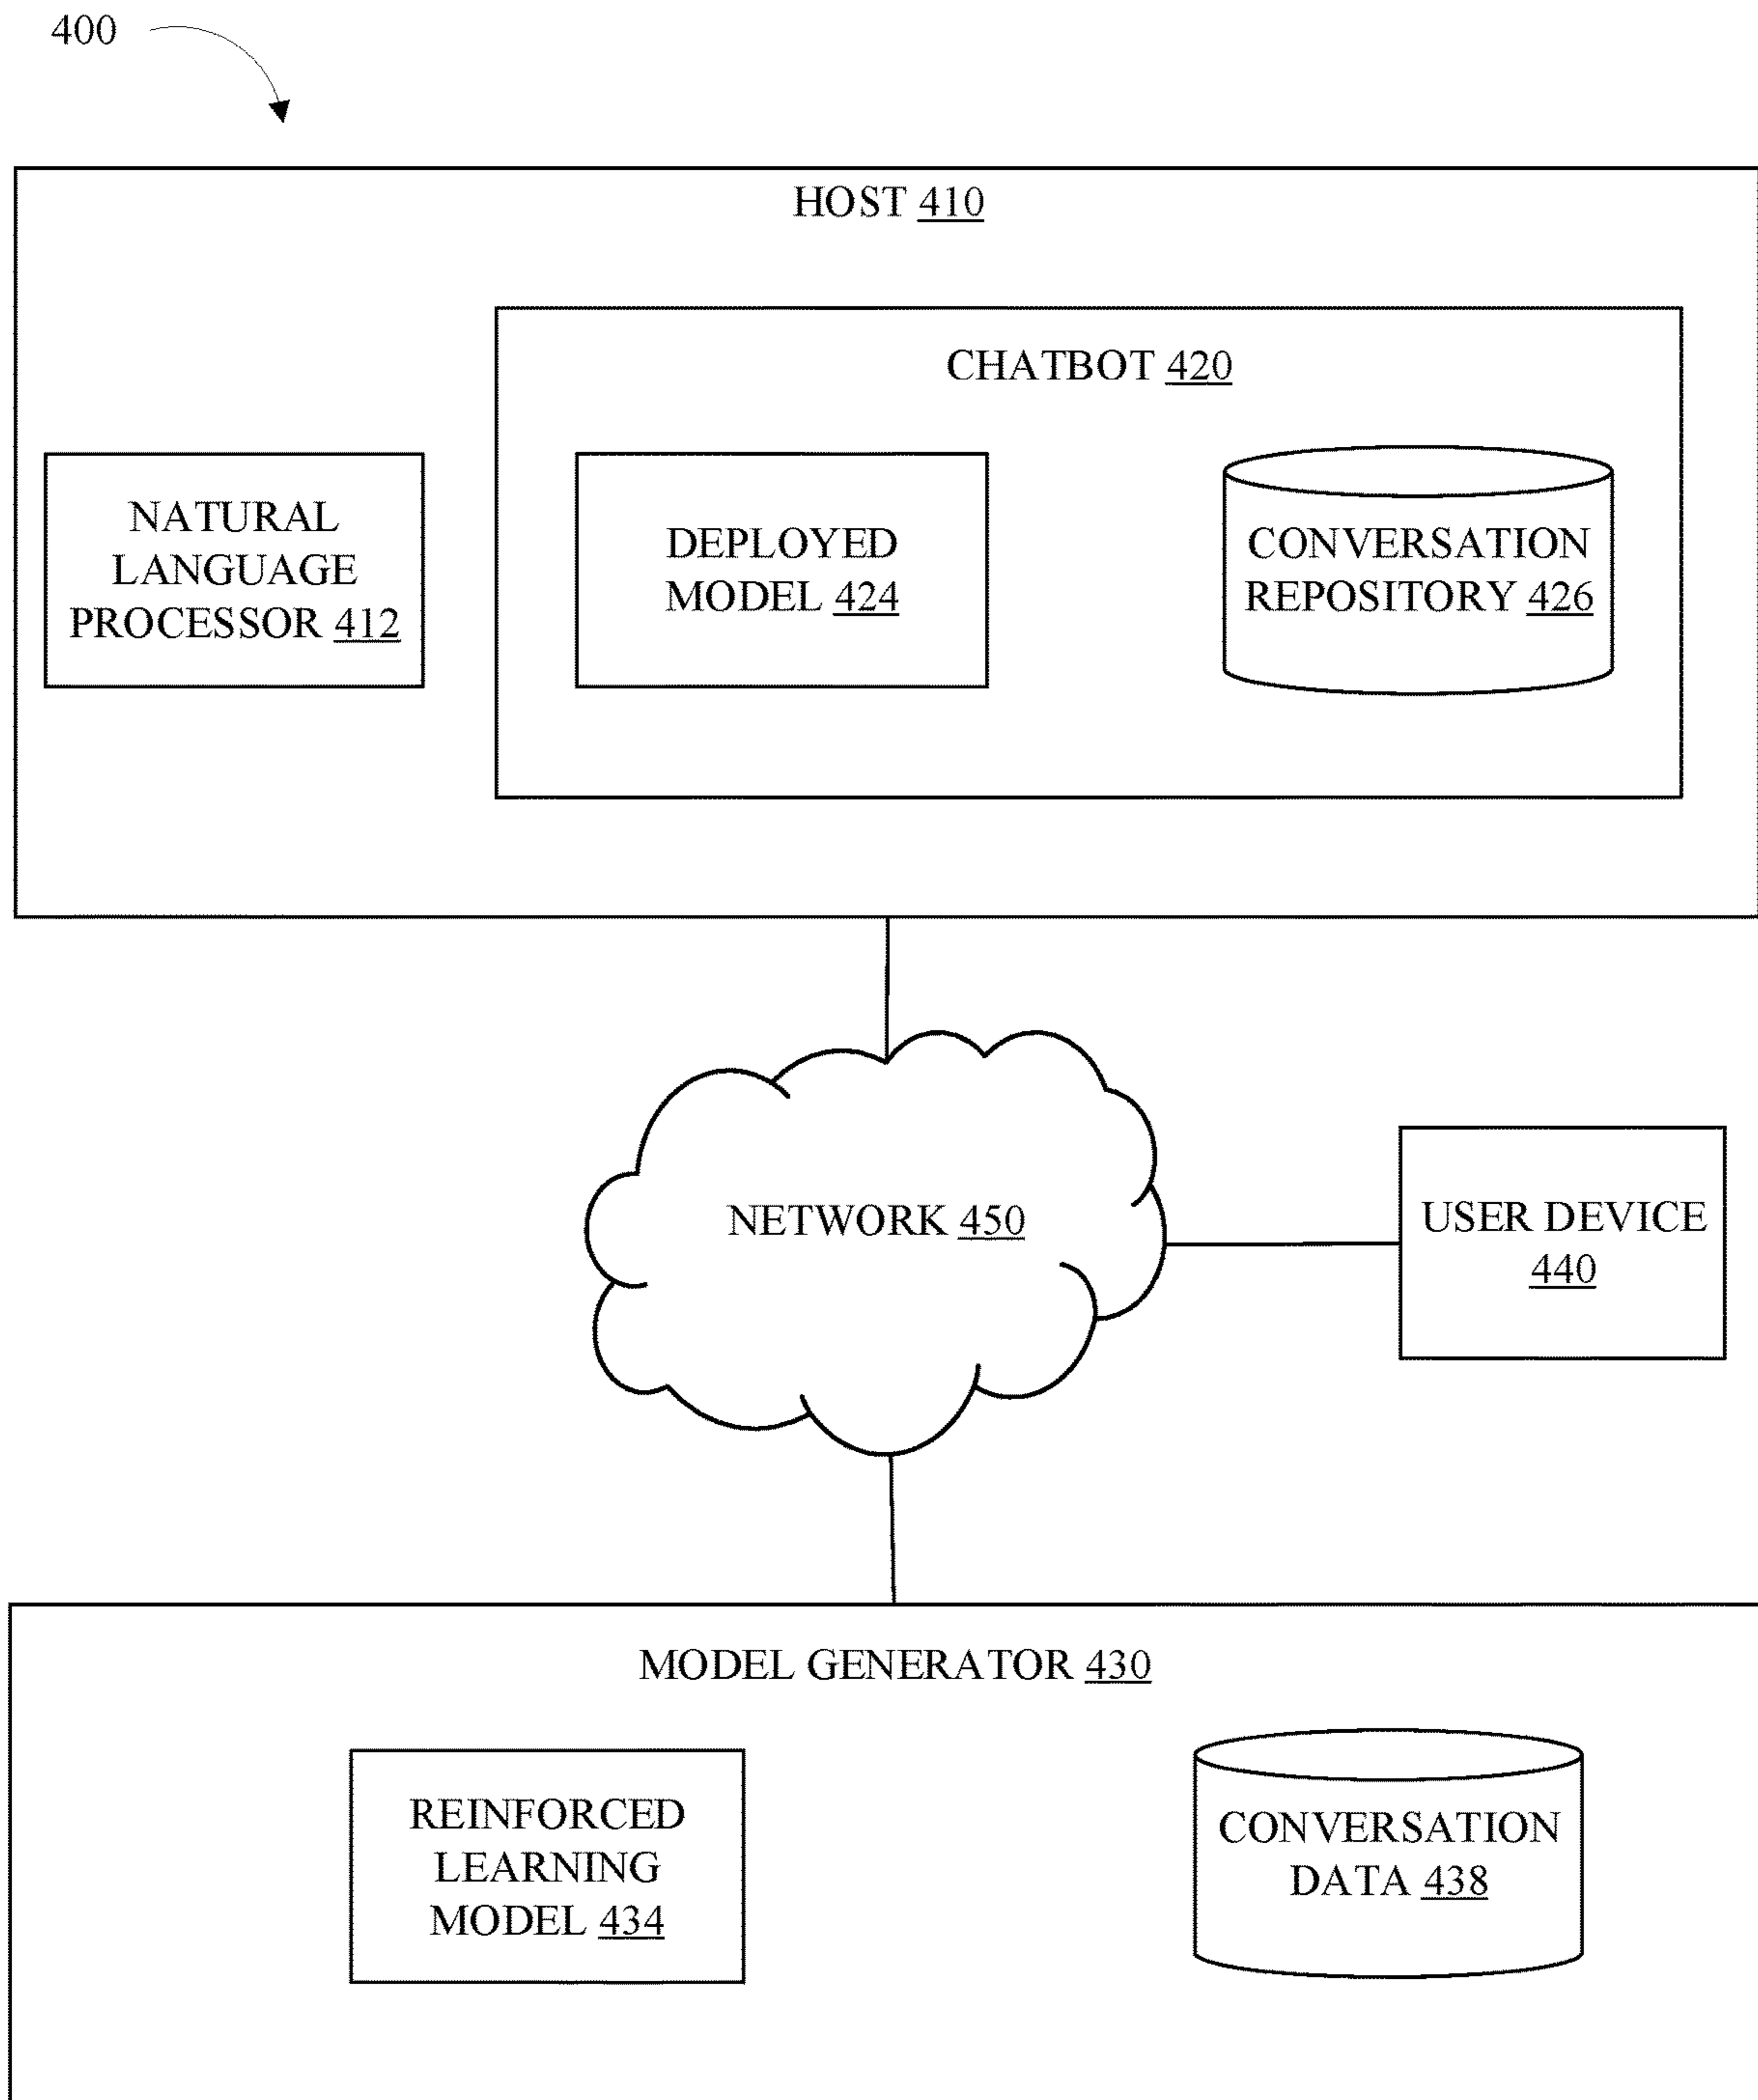 400
HOST 410
CHATBOT 420
NATURAL
LANGUAGE
PROCESSOR 412
DEPLOYED
MODEL 424
CONVERSATION
REPOSITORY 426
NETWORK 450
USER DEVICE
440
MODEL GENERATOR 430
REINFORCED
LEARNING
MODEL 434
CONVERSATION
DATA 438